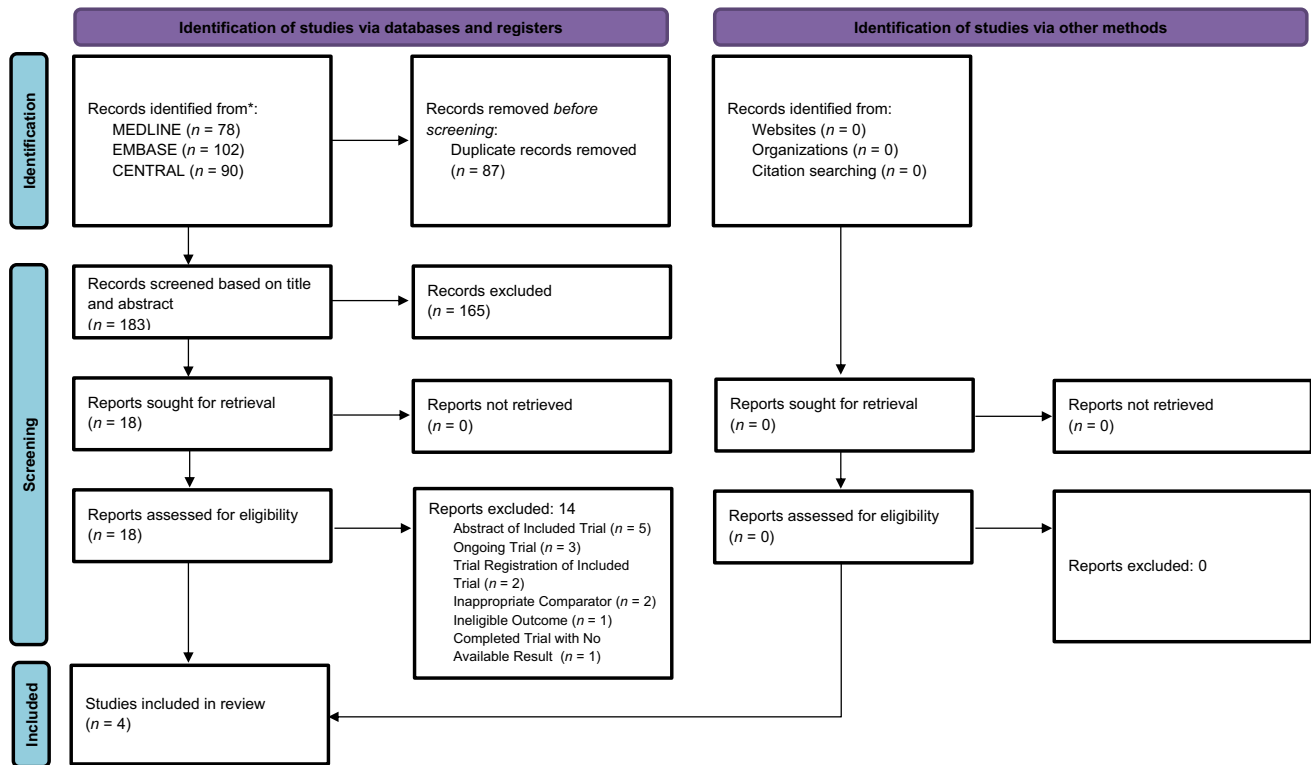 Identification of studies via databases and registers
Identification of studies via other methods
Identification
Records identified from*:
MEDLINE (n = 78)
EMBASE (n = 102)
CENTRAL (n = 90)
Records removed before
screening:
Duplicate records removed
(n = 87)
Records identified from:
Websites (n = 0)
Organizations (n = 0)
Citation searching (n = 0)
Screening
Records screened based on title
and abstract
(n = 183)
Records excluded
(n = 165)
Reports sought for retrieval
(n = 18)
Reports not retrieved
(n = 0)
Reports sought for retrieval
(n = 0)
Reports not retrieved
(n = 0)
Reports assessed for eligibility
(n = 18)
Reports excluded: 14
Abstract of Included Trial (n = 5)
Ongoing Trial (n = 3)
Trial Registration of Included
Trial (n = 2)
Inappropriate Comparator (n = 2)
Ineligible Outcome (n = 1)
Completed Trial with No
Available Result (n = 1)
Reports assessed for eligibility
(n = 0)
Reports excluded: 0
Included
Studies included in review
(n = 4)